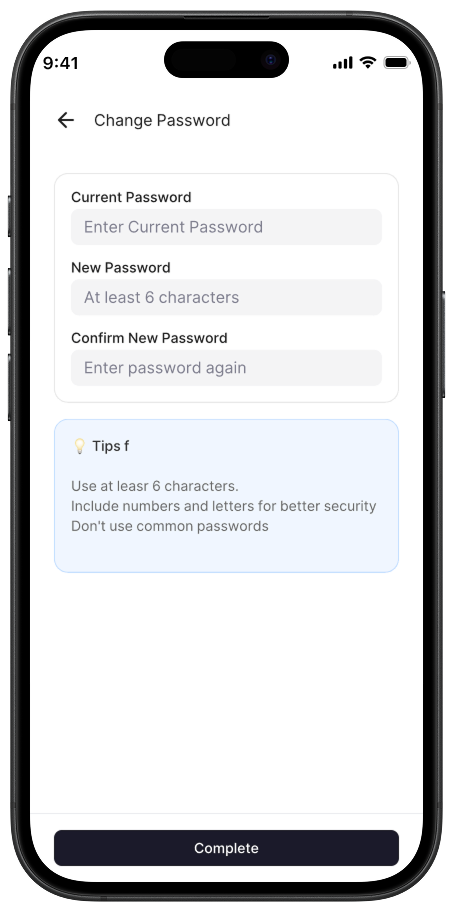 9:41
Change Password
Current Password
Enter Current Password
New Password
At least 6 characters
Confirm New Password
Enter password again
💡 Tips f
Use at leasr 6 characters.
Include numbers and letters for better security
Don't use common passwords
Complete